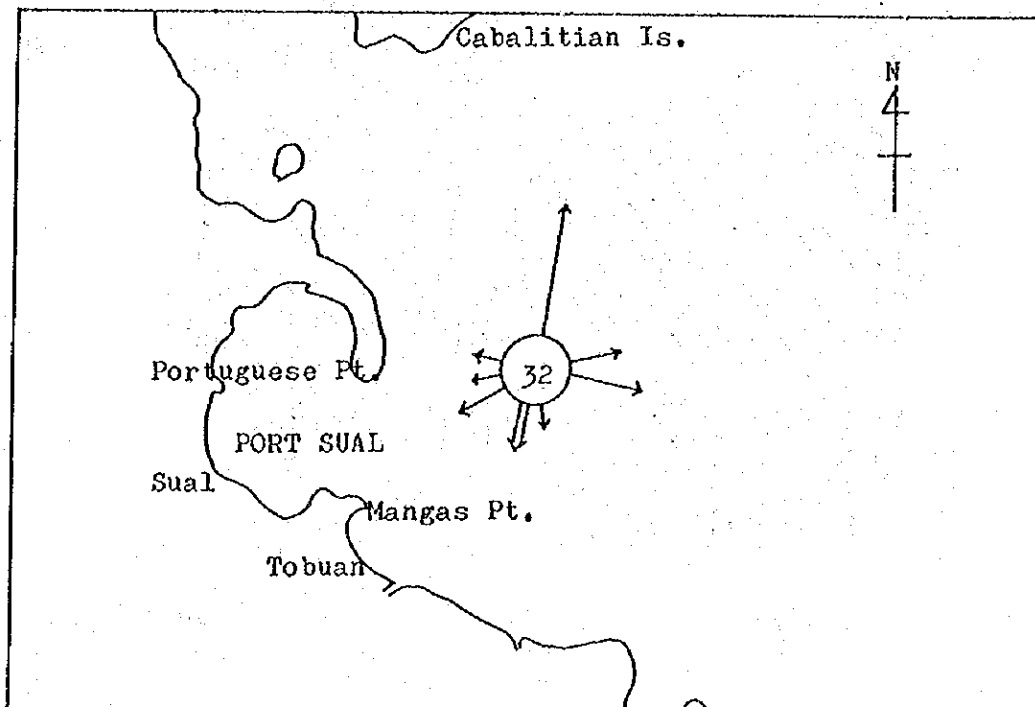 Cabalitian Is.
N
32
Portuguese Pt.
PORT SUAL
Sual
Mangas Pt.
Tobuan